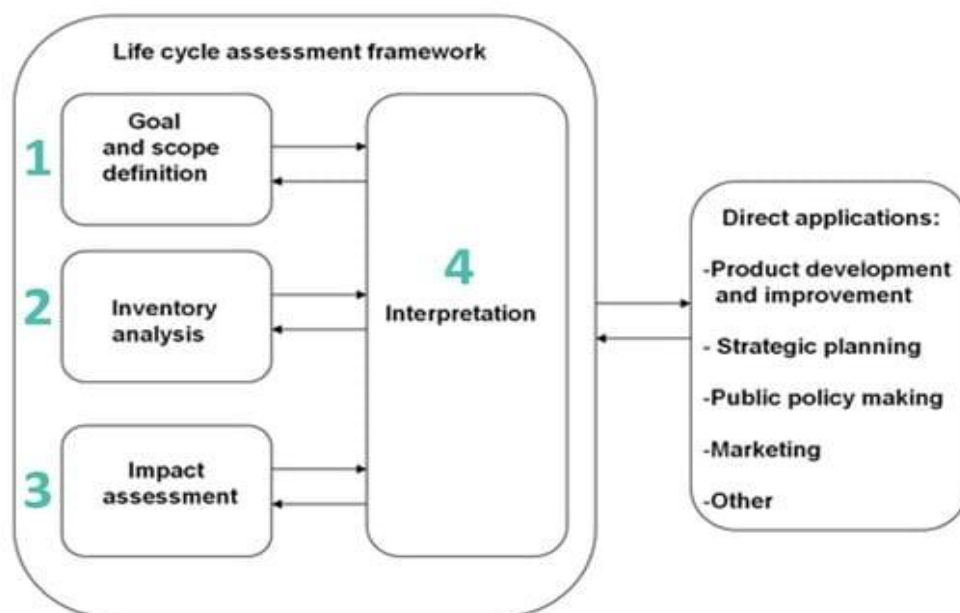 Life cycle assessment framework
1
Goal
and scope
definition
2
Inventory
analysis
3
Impact
assessment
4
Interpretation
Direct applications:
-Product development
and improvement
- Strategic planning
-Public policy making
-Marketing
-Other